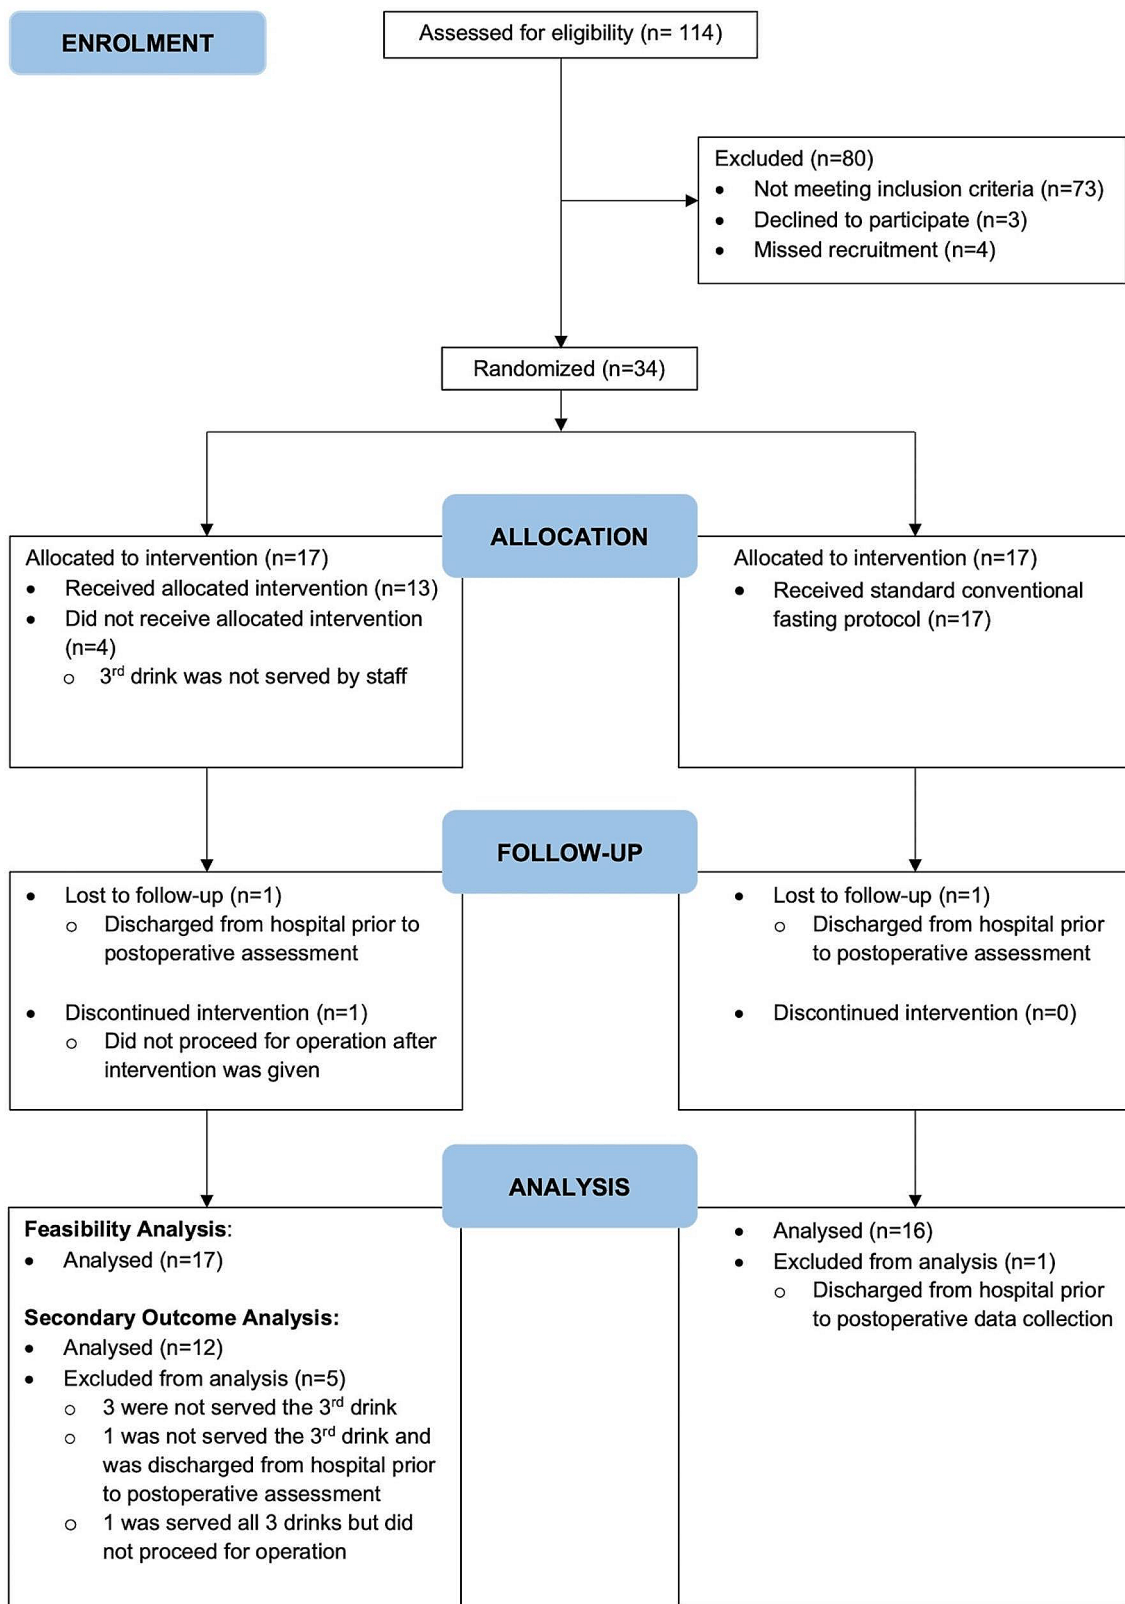 ENROLMENT
Assessed for eligibility (n= 114)
Excluded (n=80)
• Not meeting inclusion criteria (n=73)
• Declined to participate (n=3)
• Missed recruitment (n=4)
Randomized (n=34)
ALLOCATION
Allocated to intervention (n=17)
• Received allocated intervention (n=13)
• Did not receive allocated intervention
(n=4)
o 3rd drink was not served by staff
Allocated to intervention (n=17)
• Received standard conventional
fasting protocol (n=17)
FOLLOW-UP
• Lost to follow-up (n=1)
o Discharged from hospital prior to
postoperative assessment
• Discontinued intervention (n=1)
o Did not proceed for operation after
intervention was given
• Lost to follow-up (n=1)
o Discharged from hospital prior
to postoperative assessment
• Discontinued intervention (n=0)
ANALYSIS
Feasibility Analysis:
• Analysed (n=17)
Secondary Outcome Analysis:
• Analysed (n=12)
• Excluded from analysis (n=5)
o 3 were not served the 3rd drink
o 1 was not served the 3rd drink and
was discharged from hospital prior
to postoperative assessment
o 1 was served all 3 drinks but did
not proceed for operation
• Analysed (n=16)
• Excluded from analysis (n=1)
o Discharged from hospital prior
to postoperative data collection